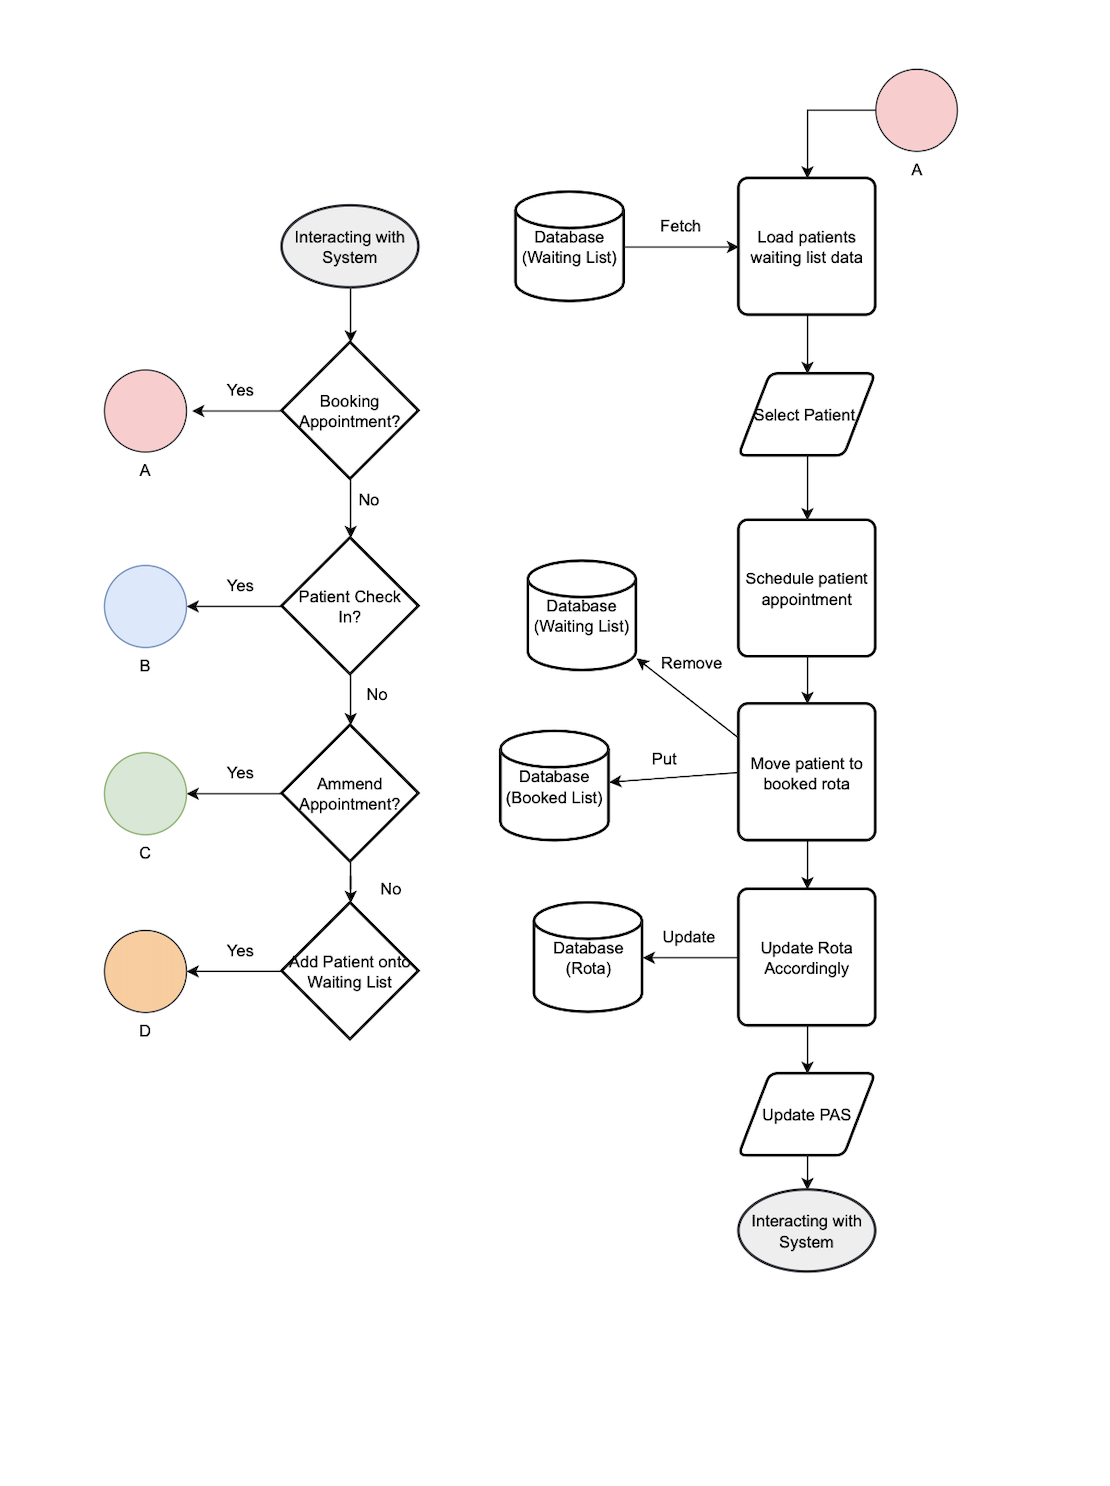 Interacting with
System
Booking
Appointment?
Yes
A
No
Patient Check
In?
Yes
B
No
Ammend
Appointment?
Yes
C
No
Add Patient onto
Waiting List
Yes
D
A
Database
(Waiting List)
Fetch
Load patients
waiting list data
Select Patient
Schedule patient
appointment
Database
(Waiting List)
Remove
Move patient to
booked rota
Put
Database
(Booked List)
Update Rota
Accordingly
Update
Database
(Rota)
Update PAS
Interacting with
System